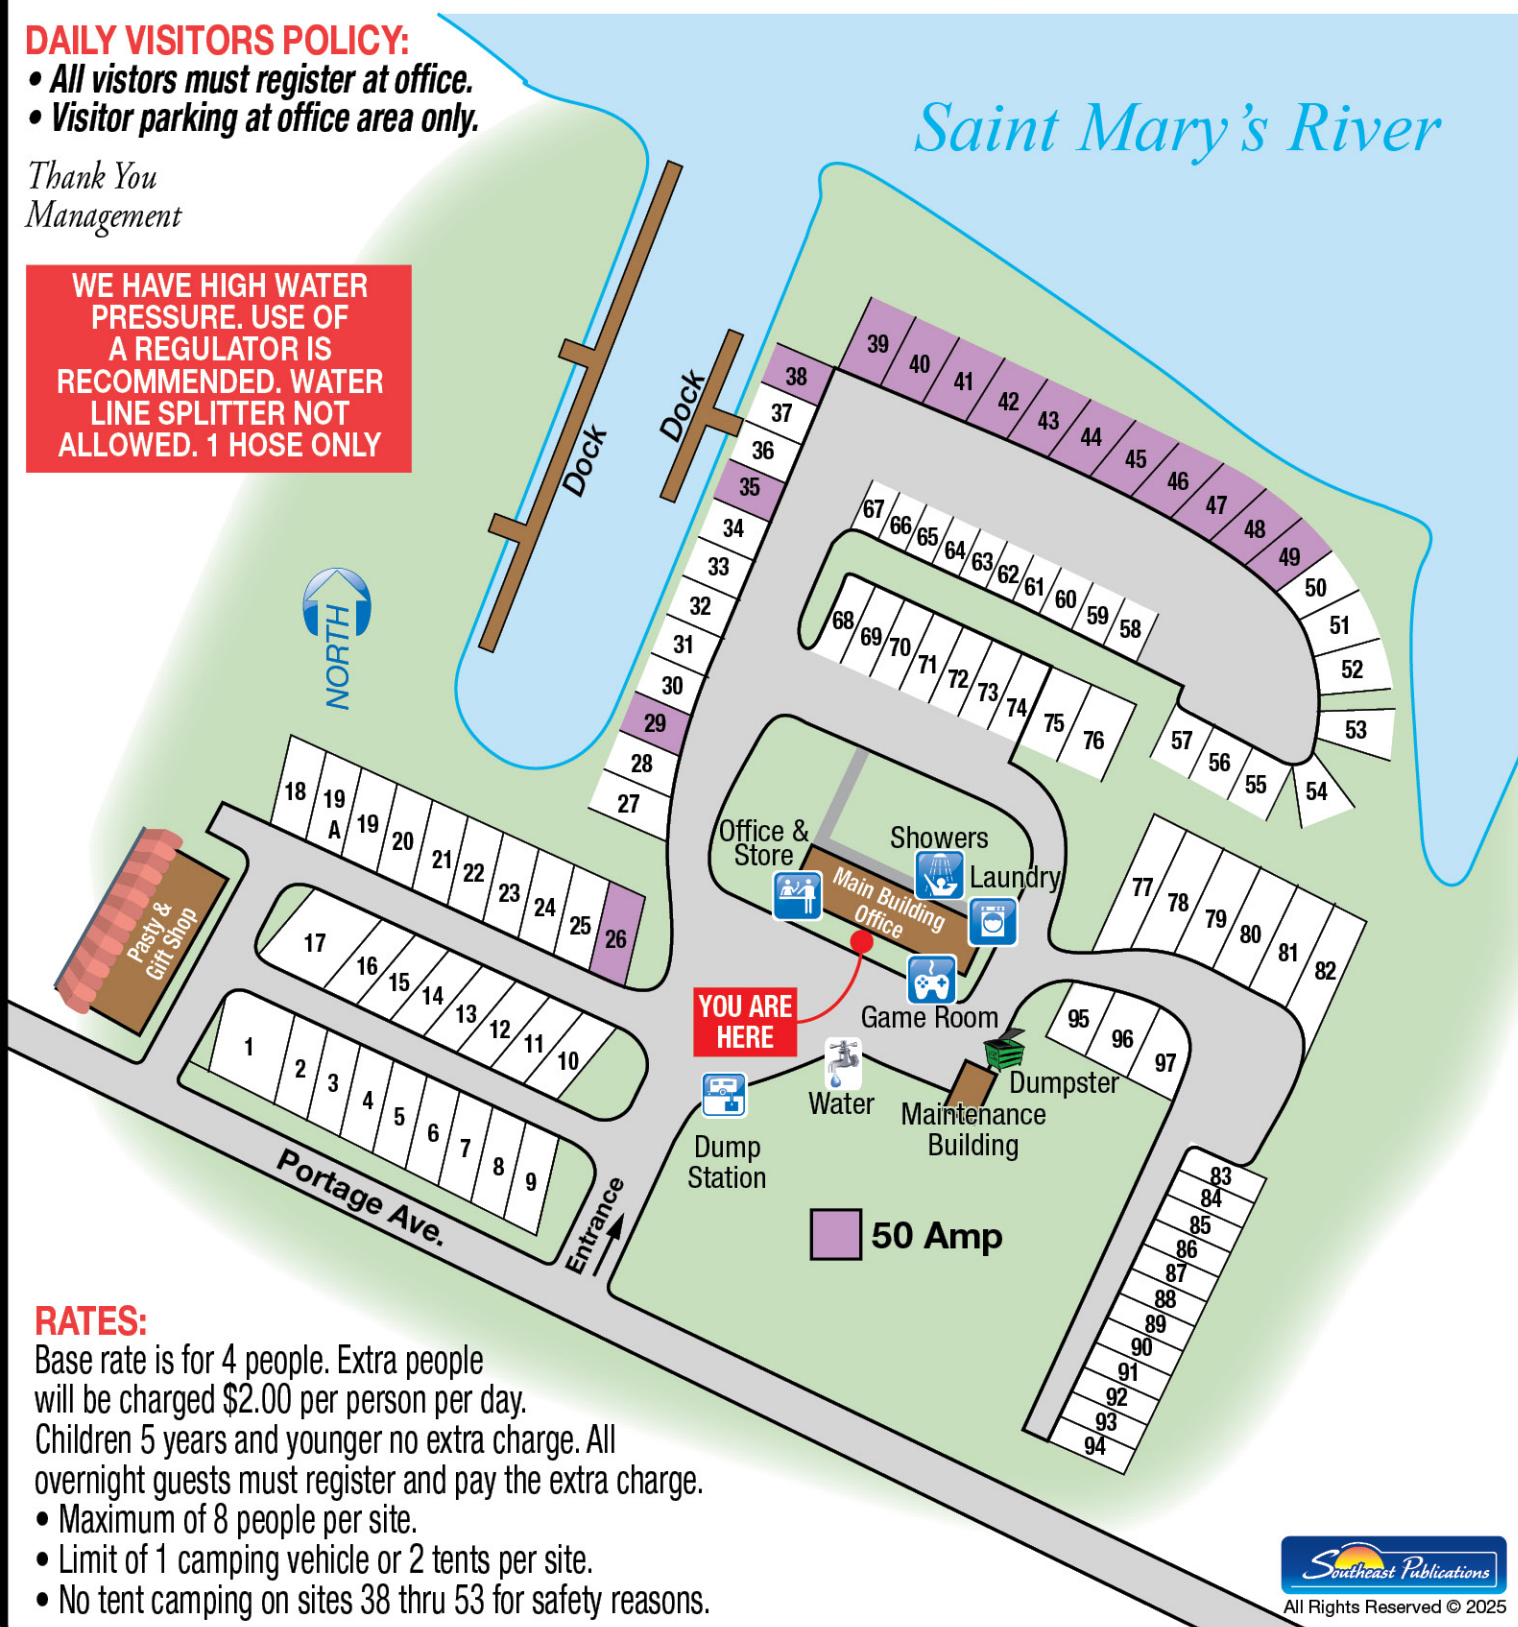 DAILY VISITORS POLICY:
• All vistors must register at office.
• Visitor parking at office area only.
Thank You
Management
WE HAVE HIGH WATER
PRESSURE. USE OF
A REGULATOR IS
RECOMMENDED. WATER
LINE SPLITTER NOT
ALLOWED. 1 HOSE ONLY
Saint Mary's River
Dock
Dock
NORTH
39
40
41
42
43
44
45
46
47
48
49
50
51
52
53
54
55
56
57
38
37
36
35
34
33
32
31
30
29
28
27
67
66
65
64
63
62
61
60
59
58
68
69
70
71
72
73
74
75
76
18
19
A
19
20
21
22
23
24
25
26
17
16
15
14
13
12
11
10
1
2
3
4
5
6
7
8
9
Pasty &
Gift Shop
Office &
Store
Showers
Laundry
Main Building
Office
Game Room
YOU ARE
HERE
Water
Dump
Station
Dumpster
Maintenance
Building
77
78
79
80
81
82
95
96
97
83
84
85
86
87
88
89
90
91
92
93
94
50 Amp
Entrance
Portage Ave.
RATES:
Base rate is for 4 people. Extra people
will be charged $2.00 per person per day.
Children 5 years and younger no extra charge. All
overnight guests must register and pay the extra charge.
• Maximum of 8 people per site.
• Limit of 1 camping vehicle or 2 tents per site.
• No tent camping on sites 38 thru 53 for safety reasons.
Southeast Publications
All Rights Reserved © 2025